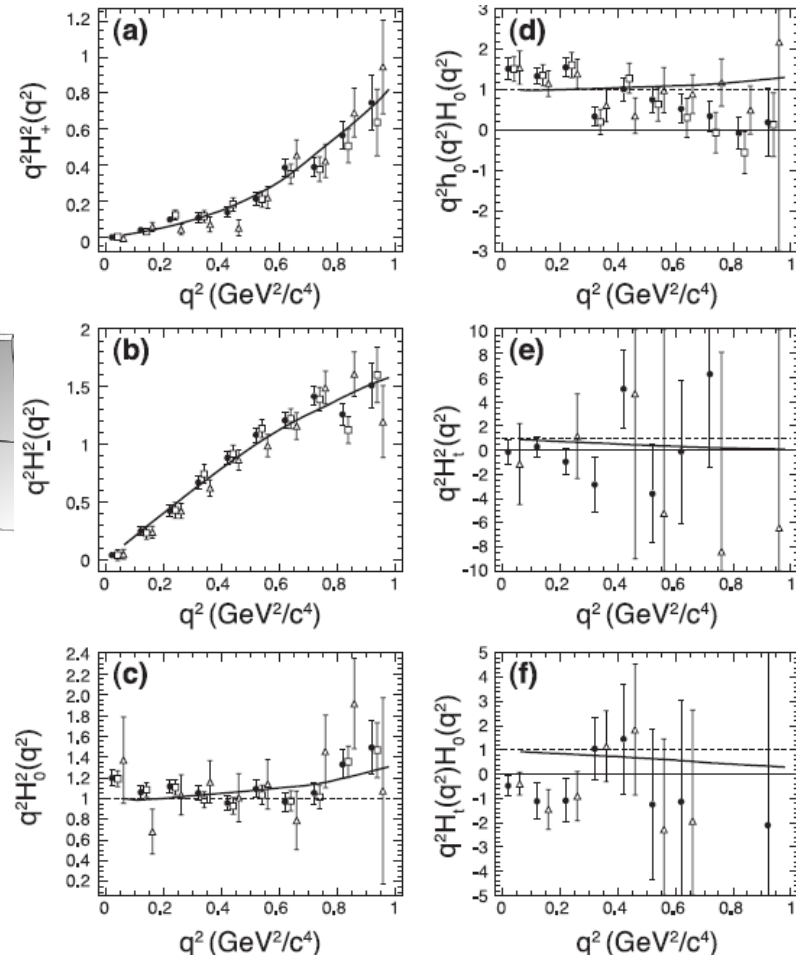 (a)
q²H²₊(q²)
1.2
1
0.8
0.6
0.4
0.2
0
0 0.2 0.4 0.6 0.8 1
q² (GeV²/c⁴)
(d)
q²h₀(q²)H₀(q²)
3
2
1
0
-1
-2
-3
0 0.2 0.4 0.6 0.8 1
q² (GeV²/c⁴)
(b)
q²H²₋(q²)
2
1.5
1
0.5
0
0 0.2 0.4 0.6 0.8 1
q² (GeV²/c⁴)
(e)
q²H²ₜ(q²)
10
8
6
4
2
0
-2
-4
-6
-8
-10
0 0.2 0.4 0.6 0.8 1
q² (GeV²/c⁴)
(c)
q²H²₀(q²)
2.4
2.2
2.0
1.8
1.6
1.4
1.2
1
0.8
0.6
0.4
0.2
0 0.2 0.4 0.6 0.8 1
q² (GeV²/c⁴)
(f)
q²Hₜ(q²)H₀(q²)
5
4
3
2
1
0
-1
-2
-3
-4
-5
0 0.2 0.4 0.6 0.8 1
q² (GeV²/c⁴)